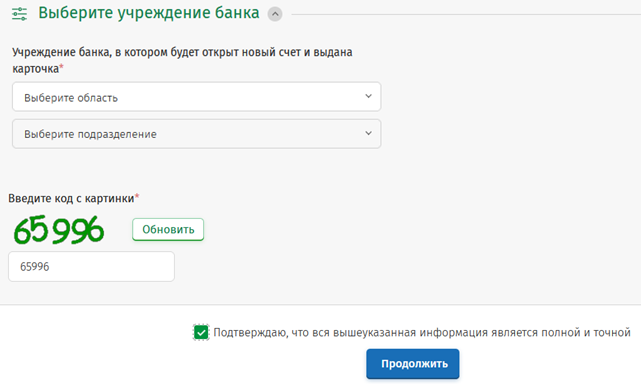 Выберите учреждение банка
Учреждение банка, в котором будет открыт новый счет и выдана
карточка*
Выберите область
Выберите подразделение
Введите код с картинки*
65996
Обновить
65996
Подтверждаю, что вся вышеуказанная информация является полной и точной
Продолжить